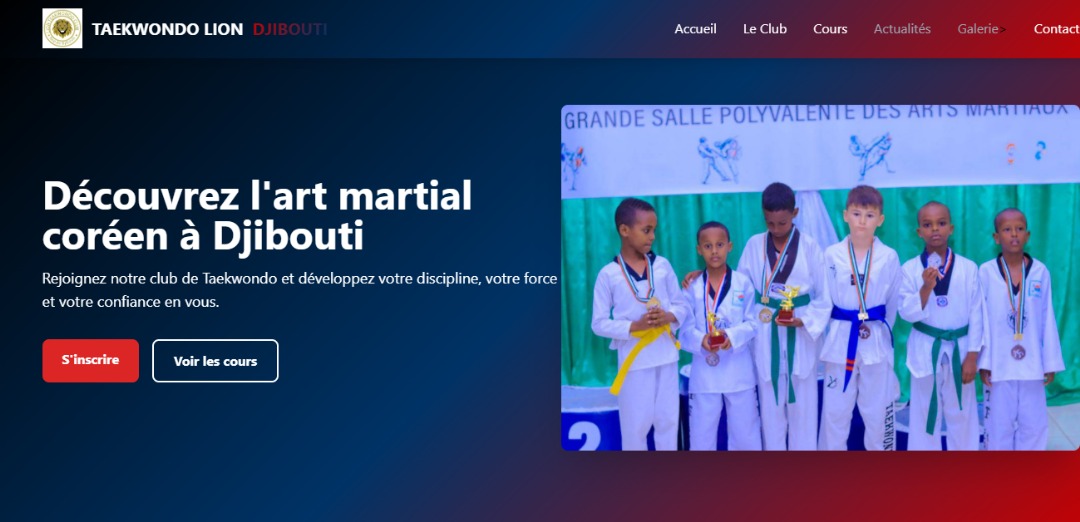 TAEKWONDO LION DJIBOUTI
Accueil Le Club Cours Actualités Galerie> Contact
Découvrez l'art martial
coréen à Djibouti
Rejoignez notre club de Taekwondo et développez votre discipline, votre force
et votre confiance en vous.
S'inscrire
Voir les cours
GRANDE SALLE POLYVALENTE DES ARTS MARTIAUX
2